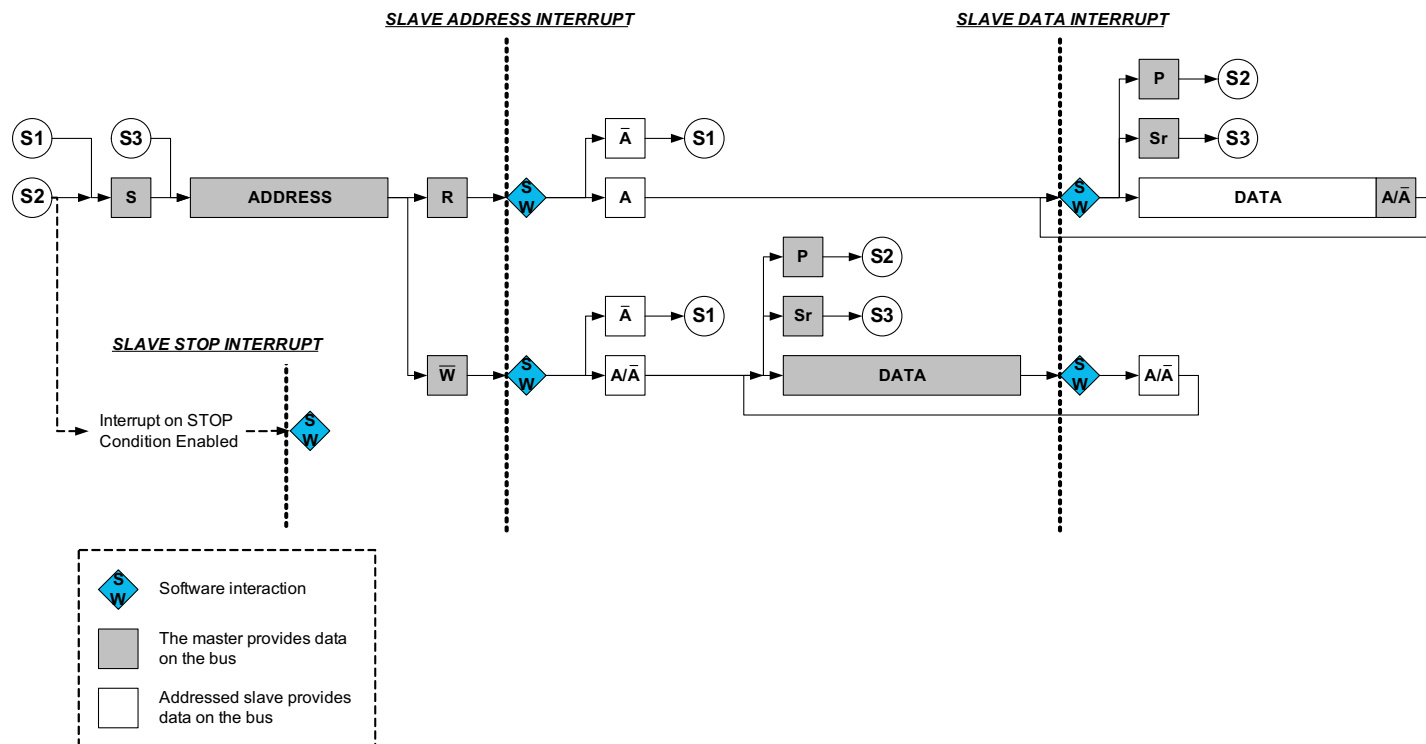 SLAVE ADDRESS INTERRUPT
SLAVE DATA INTERRUPT
P
S2
S1
S3
A̅
S1
Sr
S3
S2
S
ADDRESS
R
S
W
A
S
W
DATA
A/A̅
P
S2
A̅
S1
Sr
S3
SLAVE STOP INTERRUPT
W̅
S
W
A/A̅
DATA
S
W
A/A̅
Interrupt on STOP
Condition Enabled
S
W
S
W
Software interaction
The master provides data
on the bus
Addressed slave provides
data on the bus